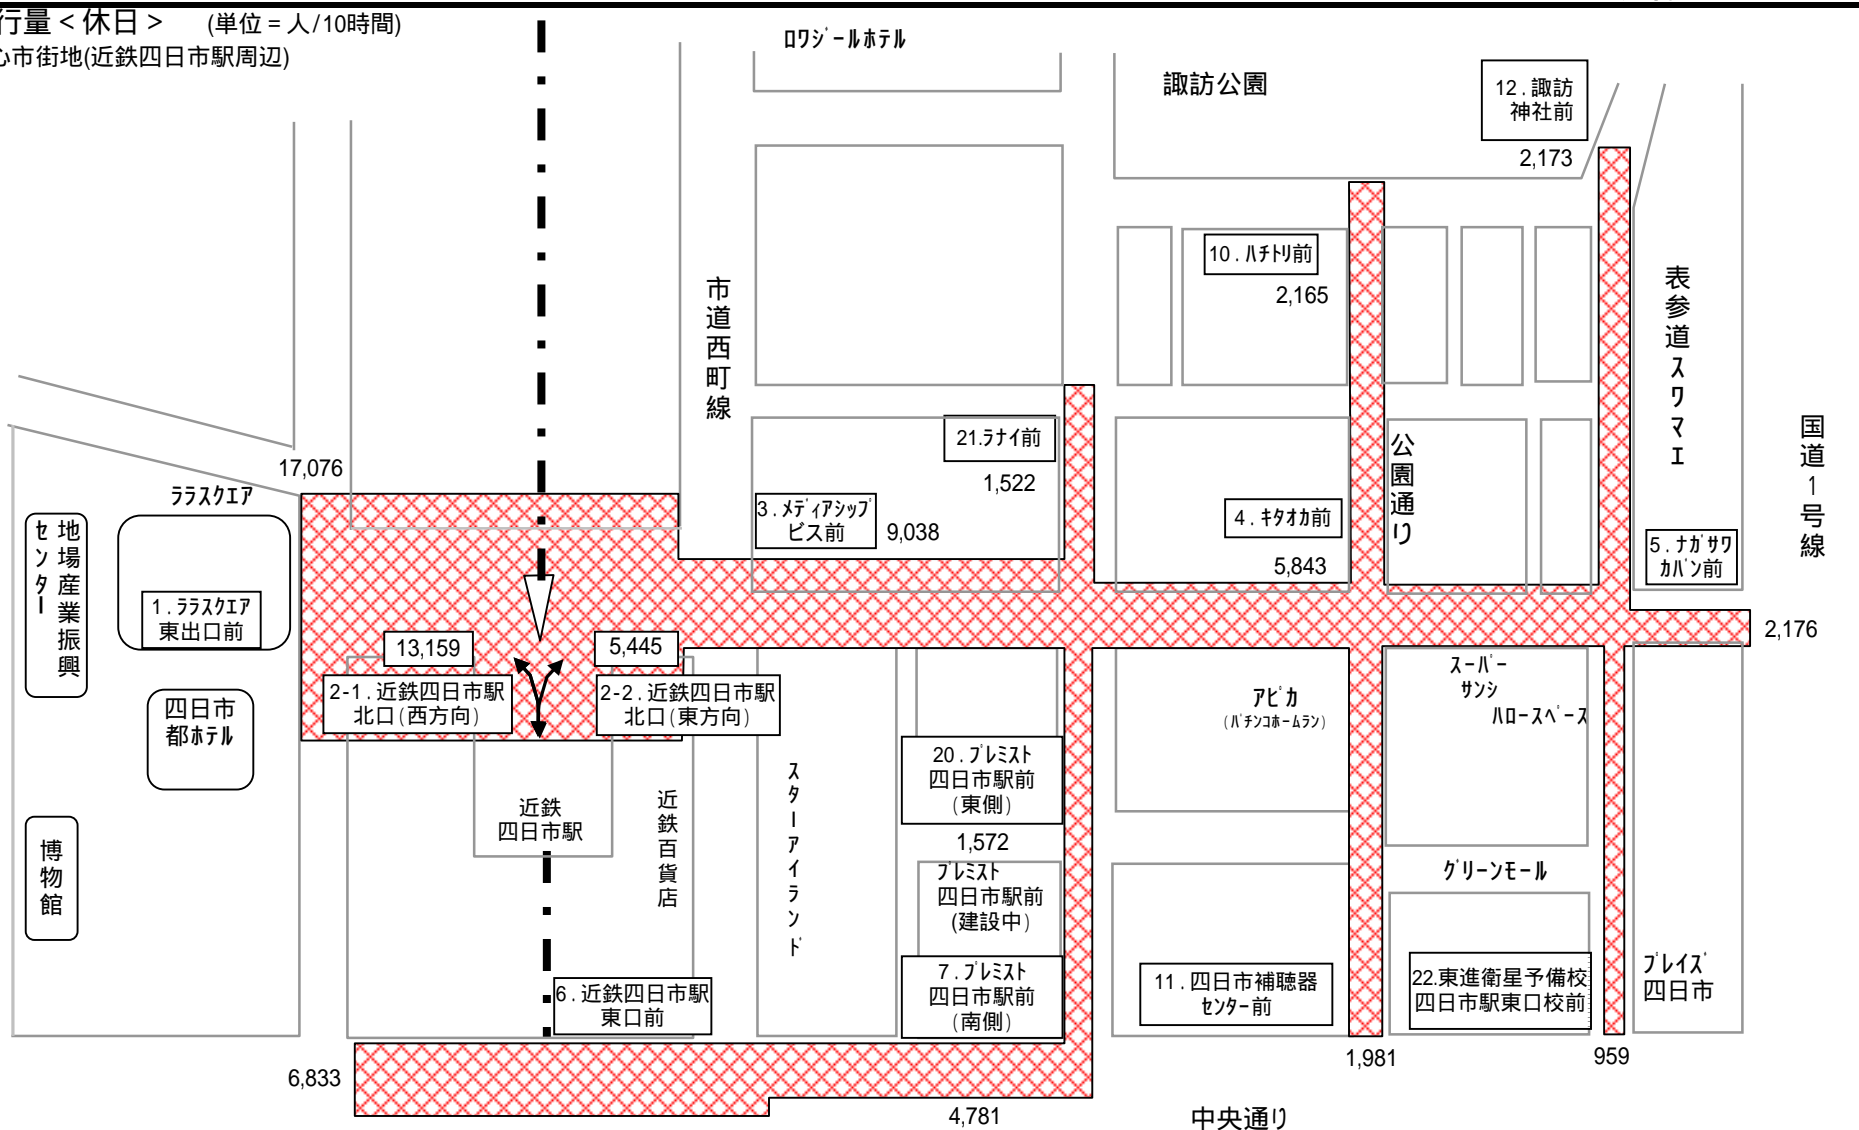 行量＜休日＞ (単位=人/10時間)
心市街地(近鉄四日市駅周辺)
ﾛﾜｼﾞｰﾙﾎﾃﾙ
諏訪公園
12.諏訪
神社前
2,173
10.ﾊﾁﾄﾘ前
2,165
市道西町線
表参道ｽﾜﾏｴ
国道1号線
公園通り
21.ﾗﾅｲ前
1,522
17,076
ﾗﾗｽｸｴｱ
3.ﾒﾃﾞｨｱｼｯﾌﾟ
ﾋﾞｽ前
9,038
4.ｷﾀｵｶ前
5,843
5.ﾅｶﾞｻﾜ
ｶﾊﾞﾝ前
地場産業振興
ｾﾝﾀｰ
1.ﾗﾗｽｸｴｱ
東出口前
13,159
5,445
2,176
2-1.近鉄四日市駅
北口(西方向)
2-2.近鉄四日市駅
北口(東方向)
四日市
都ﾎﾃﾙ
ｱﾋﾟｶ
(ﾊﾟﾁﾝｺﾎｰﾑﾗﾝ)
ｽｰﾊﾟｰ
ｻﾝｼ
ﾊﾛｰｽﾍﾟｰｽ
20.ﾌﾟﾚﾐｽﾄ
四日市駅前
(東側)
1,572
近鉄
四日市駅
近鉄百貨店
ｽﾀｰｱｲﾗﾝﾄﾞ
博物館
ﾌﾟﾚﾐｽﾄ
四日市駅前
(建設中)
ｸﾞﾘｰﾝﾓｰﾙ
6.近鉄四日市駅
東口前
7.ﾌﾟﾚﾐｽﾄ
四日市駅前
(南側)
11.四日市補聴器
ｾﾝﾀｰ前
22.東進衛星予備校
四日市駅東口校前
ﾌﾟﾚｲｽﾞ
四日市
6,833
4,781
1,981
959
中央通り